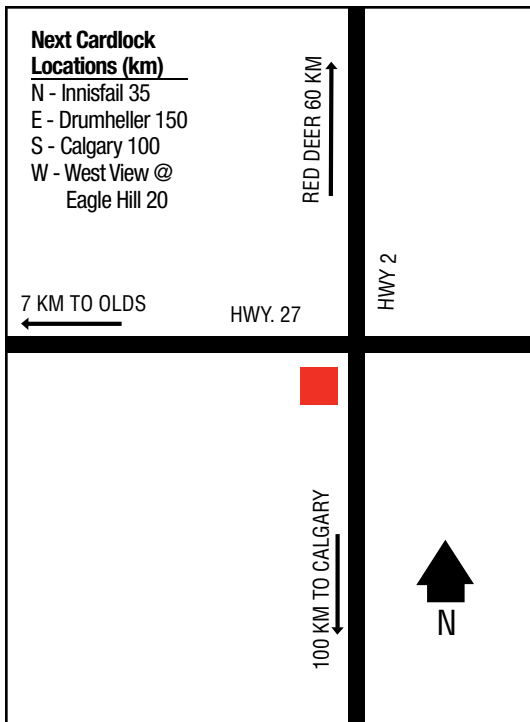 Next Cardlock
Locations (km)
N - Innisfail 35
E - Drumheller 150
S - Calgary 100
W - West View @
Eagle Hill 20
RED DEER 60 KM
HWY 2
7 KM TO OLDS
HWY. 27
100 KM TO CALGARY
N